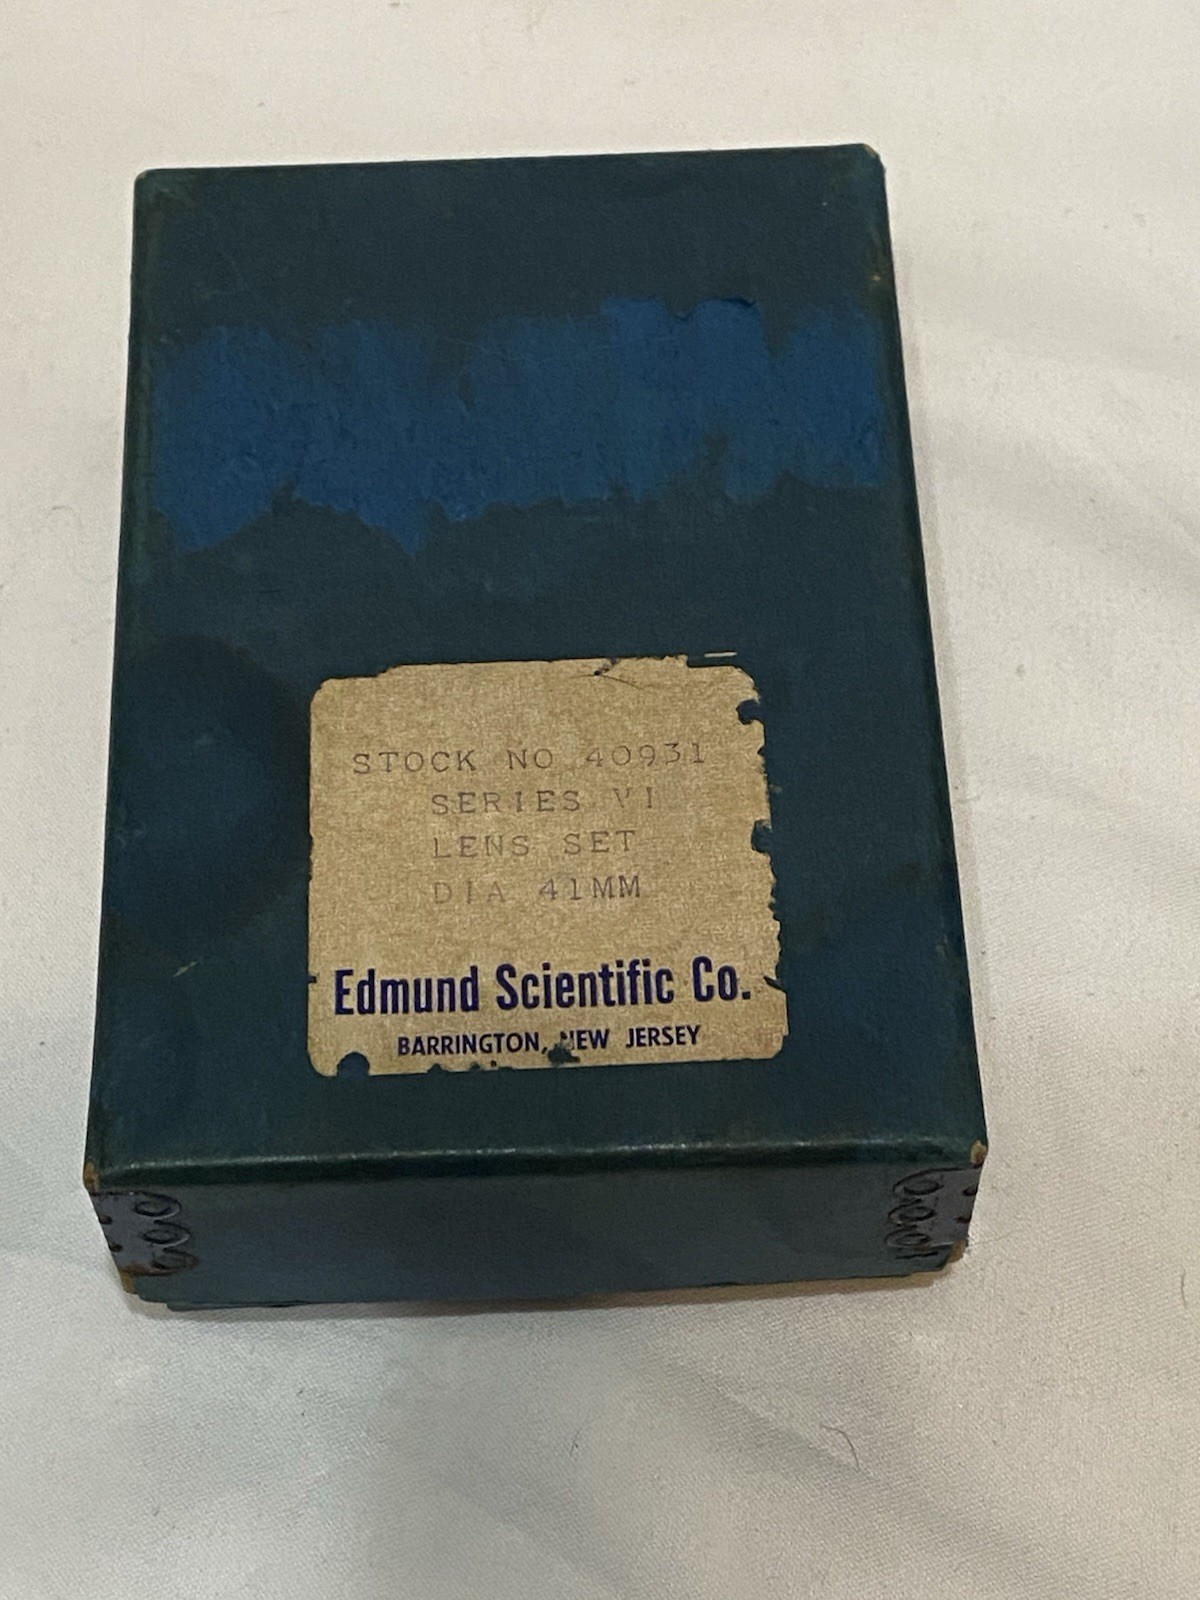 STOCK NO 40931
SERIES VI
LENS SET
DIA 41MM
Edmund Scientific Co.
BARRINGTON, NEW JERSEY